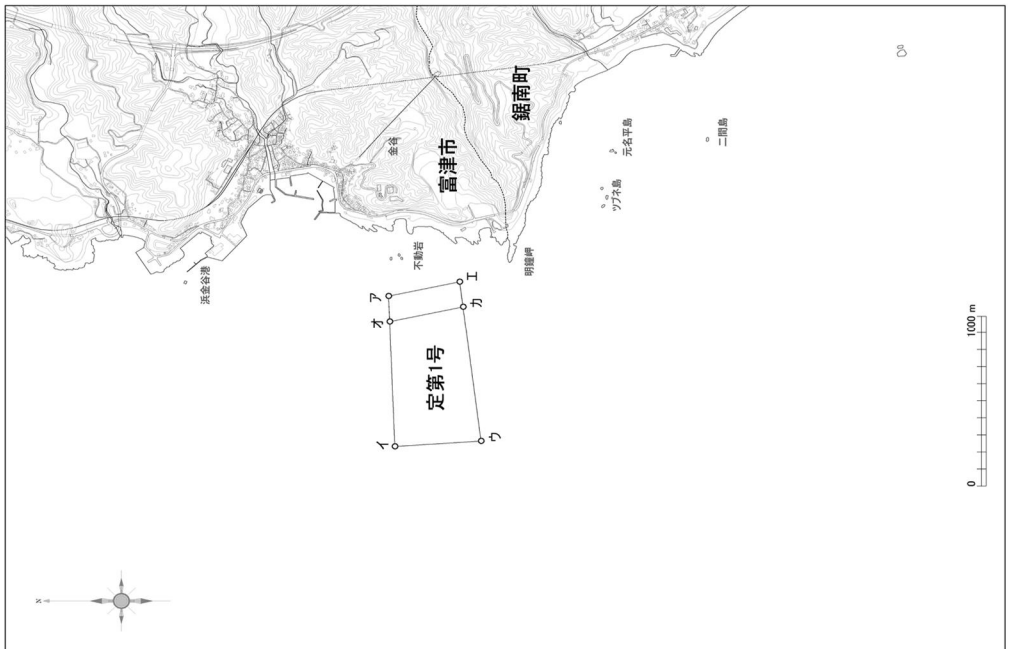 鋸南町
富津市
金谷
元名平島
二間島
ツブネ島
不動岩
明鐘岬
浜金谷港
ア
エ
オ
カ
定第1号
イ
ウ
0
1000 m
N